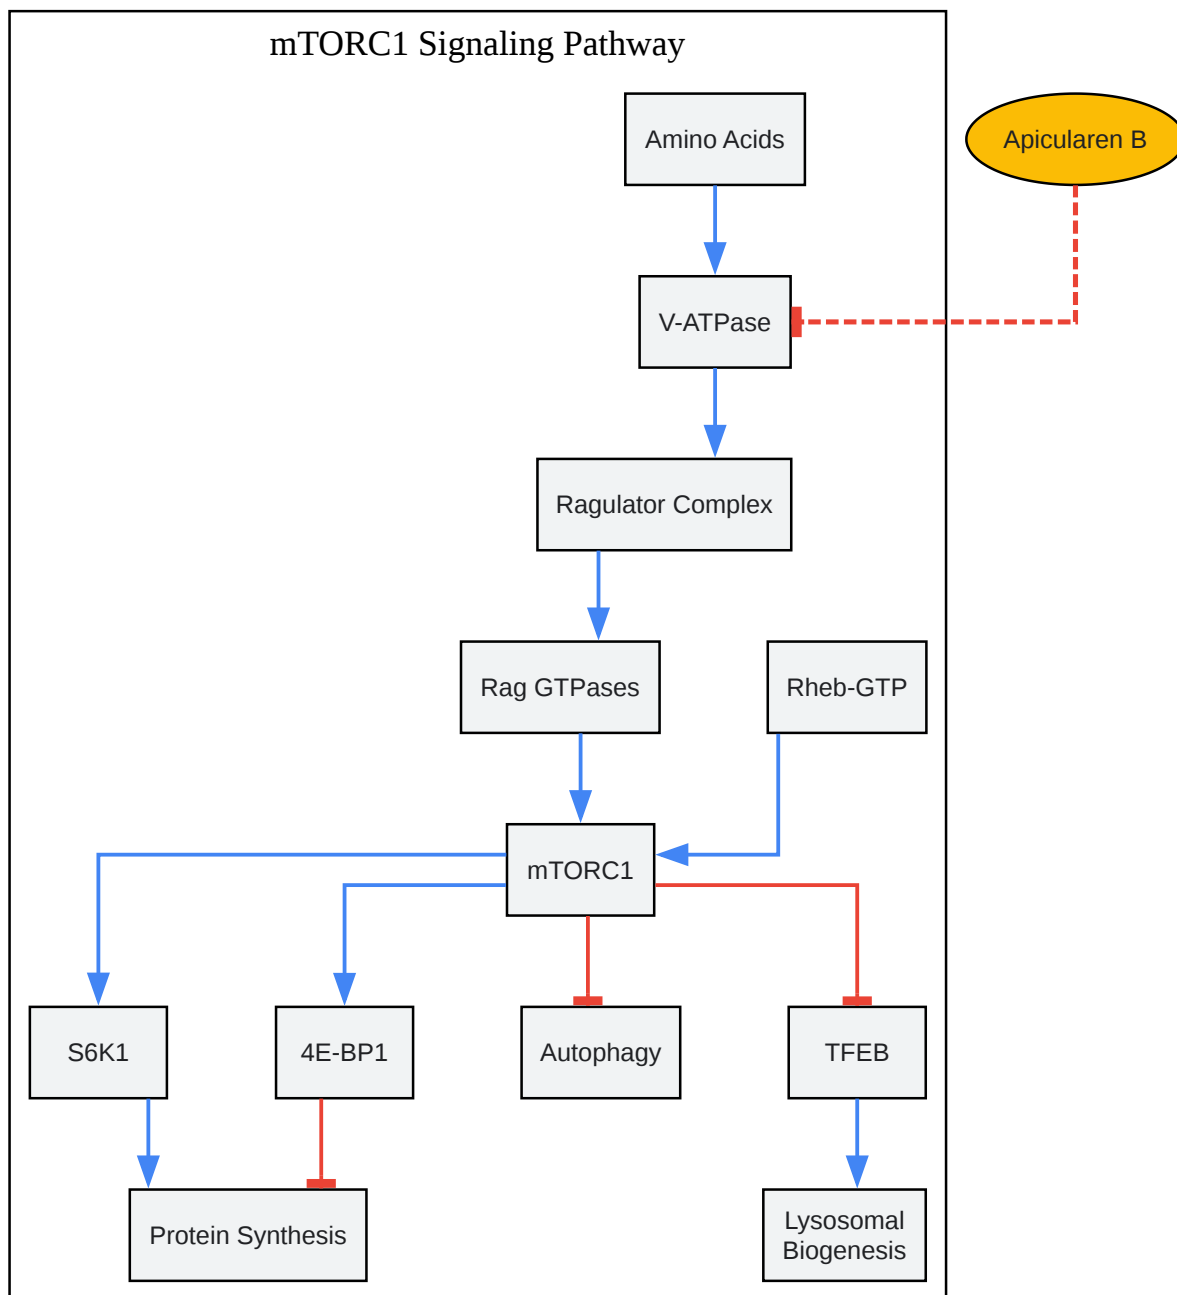 mTORC1 Signaling Pathway
Amino Acids
Apicularen B
V-ATPase
Ragulator Complex
Rag GTPases
Rheb-GTP
mTORC1
S6K1
4E-BP1
Autophagy
TFEB
Protein Synthesis
Lysosomal
Biogenesis